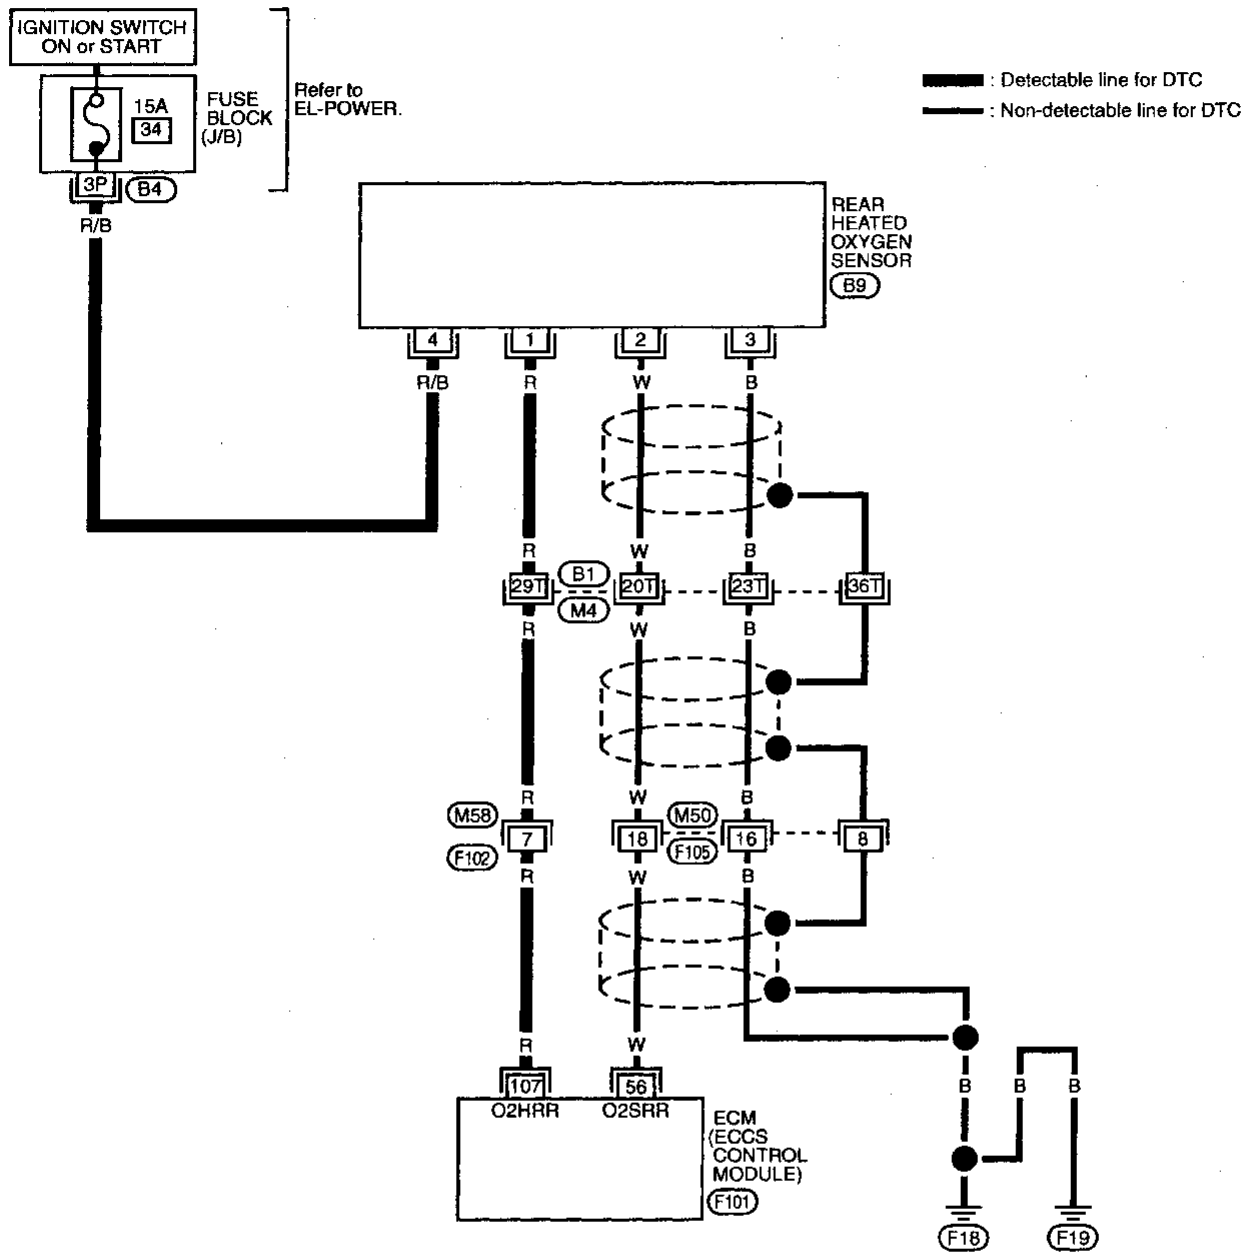 IGNITION SWITCH
ON or START
15A
34
FUSE
BLOCK
(J/B)
Refer to
EL-POWER.
3P
B4
R/B
: Detectable line for DTC
: Non-detectable line for DTC
REAR
HEATED
OXYGEN
SENSOR
B9
4
1
2
3
R/B
R
W
B
R
W
B
29T
B1
M4
20T
23T
36T
R
W
B
R
W
B
M58
F102
7
18
M50
F105
16
8
R
W
B
R
W
107
56
O2HRR
O2SRR
ECM
(ECCS
CONTROL
MODULE)
F101
B
B
B
F18
F19